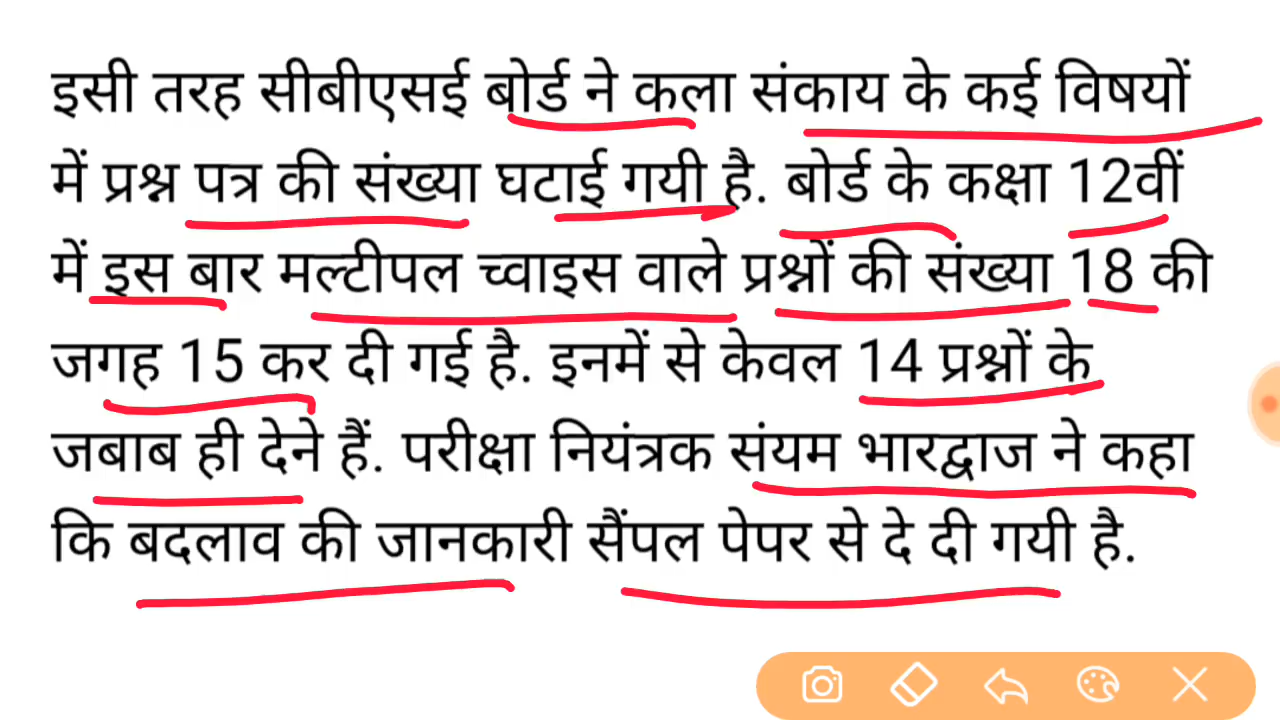 इसी तरह सीबीएसई बोर्ड ने कला संकाय के कई विषयों
में प्रश्न पत्र की संख्या घटाई गयी है. बोर्ड के कक्षा 12वीं
में इस बार मल्टीपल च्वाइस वाले प्रश्नों की संख्या 18 की
जगह 15 कर दी गई है. इनमें से केवल 14 प्रश्नों के
जबाब ही देने हैं. परीक्षा नियंत्रक संयम भारद्वाज ने कहा
कि बदलाव की जानकारी सैंपल पेपर से दे दी गयी है.